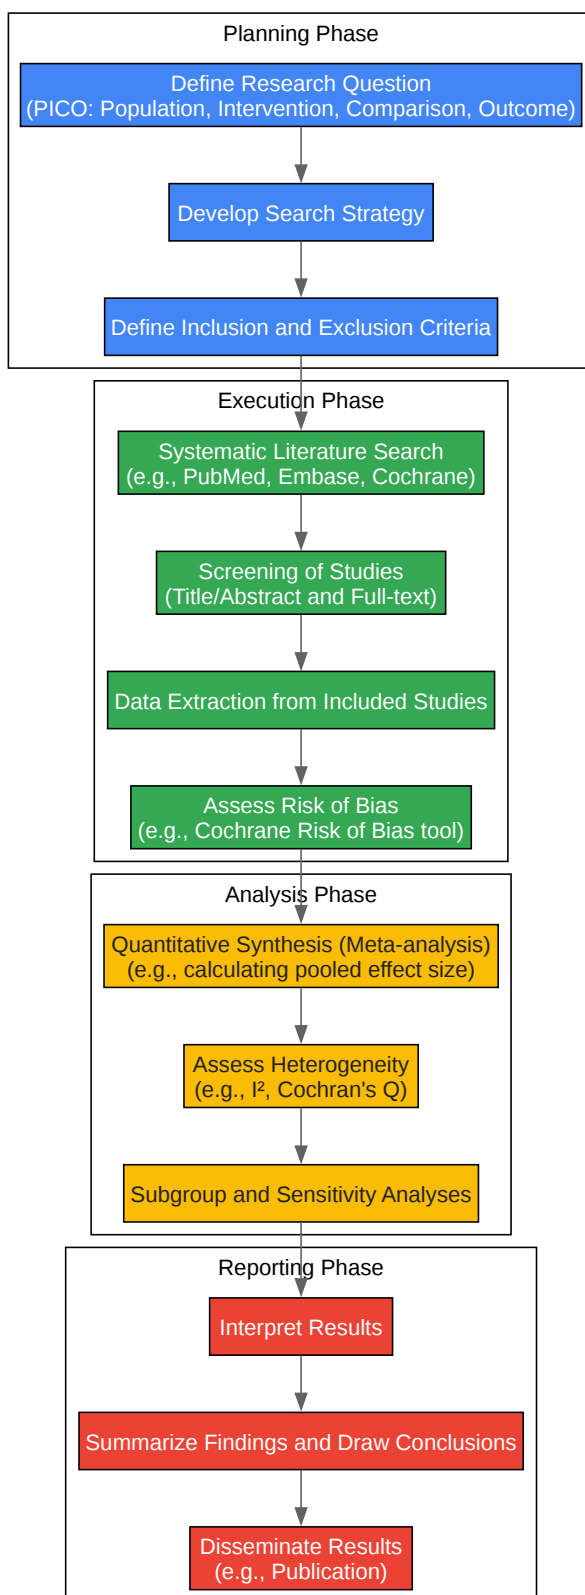 Planning Phase
Define Research Question
(PICO: Population, Intervention, Comparison, Outcome)
Develop Search Strategy
Define Inclusion and Exclusion Criteria
Execution Phase
Systematic Literature Search
(e.g., PubMed, Embase, Cochrane)
Screening of Studies
(Title/Abstract and Full-text)
Data Extraction from Included Studies
Assess Risk of Bias
(e.g., Cochrane Risk of Bias tool)
Analysis Phase
Quantitative Synthesis (Meta-analysis)
(e.g., calculating pooled effect size)
Assess Heterogeneity
(e.g., I², Cochran's Q)
Subgroup and Sensitivity Analyses
Reporting Phase
Interpret Results
Summarize Findings and Draw Conclusions
Disseminate Results
(e.g., Publication)